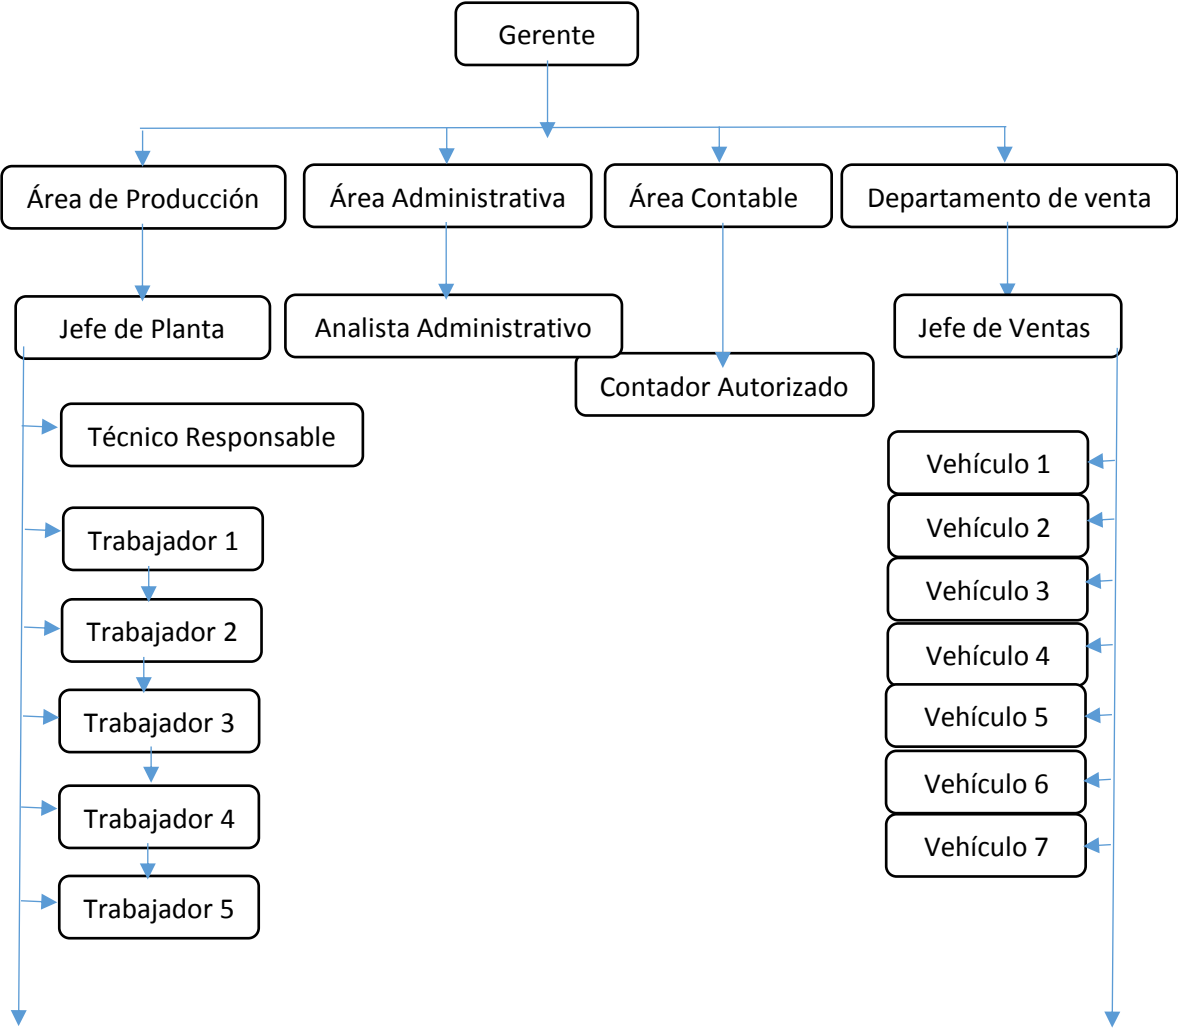 Gerente
Área de Producción
Área Administrativa
Área Contable
Departamento de venta
Jefe de Planta
Analista Administrativo
Jefe de Ventas
Contador Autorizado
Técnico Responsable
Vehículo 1
Vehículo 2
Trabajador 1
Vehículo 3
Trabajador 2
Vehículo 4
Trabajador 3
Vehículo 5
Vehículo 6
Trabajador 4
Vehículo 7
Trabajador 5